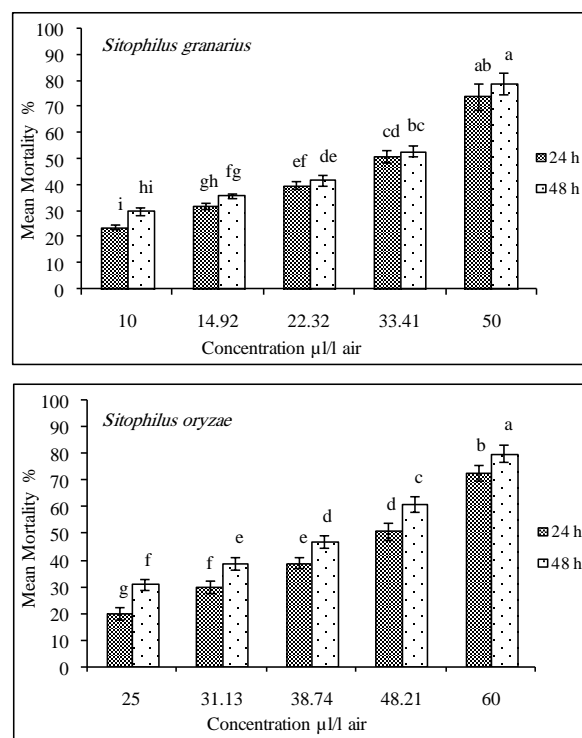 Sitophilus granarius
Mean Mortality %
100
90
80
70
60
50
40
30
20
10
0
i hi gh fg ef de cd bc ab a
24 h
48 h
10 14.92 22.32 33.41 50
Concentration µl/l air
Sitophilus oryzae
Mean Mortality %
100
90
80
70
60
50
40
30
20
10
0
g f f e e d d c b a
24 h
48 h
25 31.13 38.74 48.21 60
Concentration µl/l air